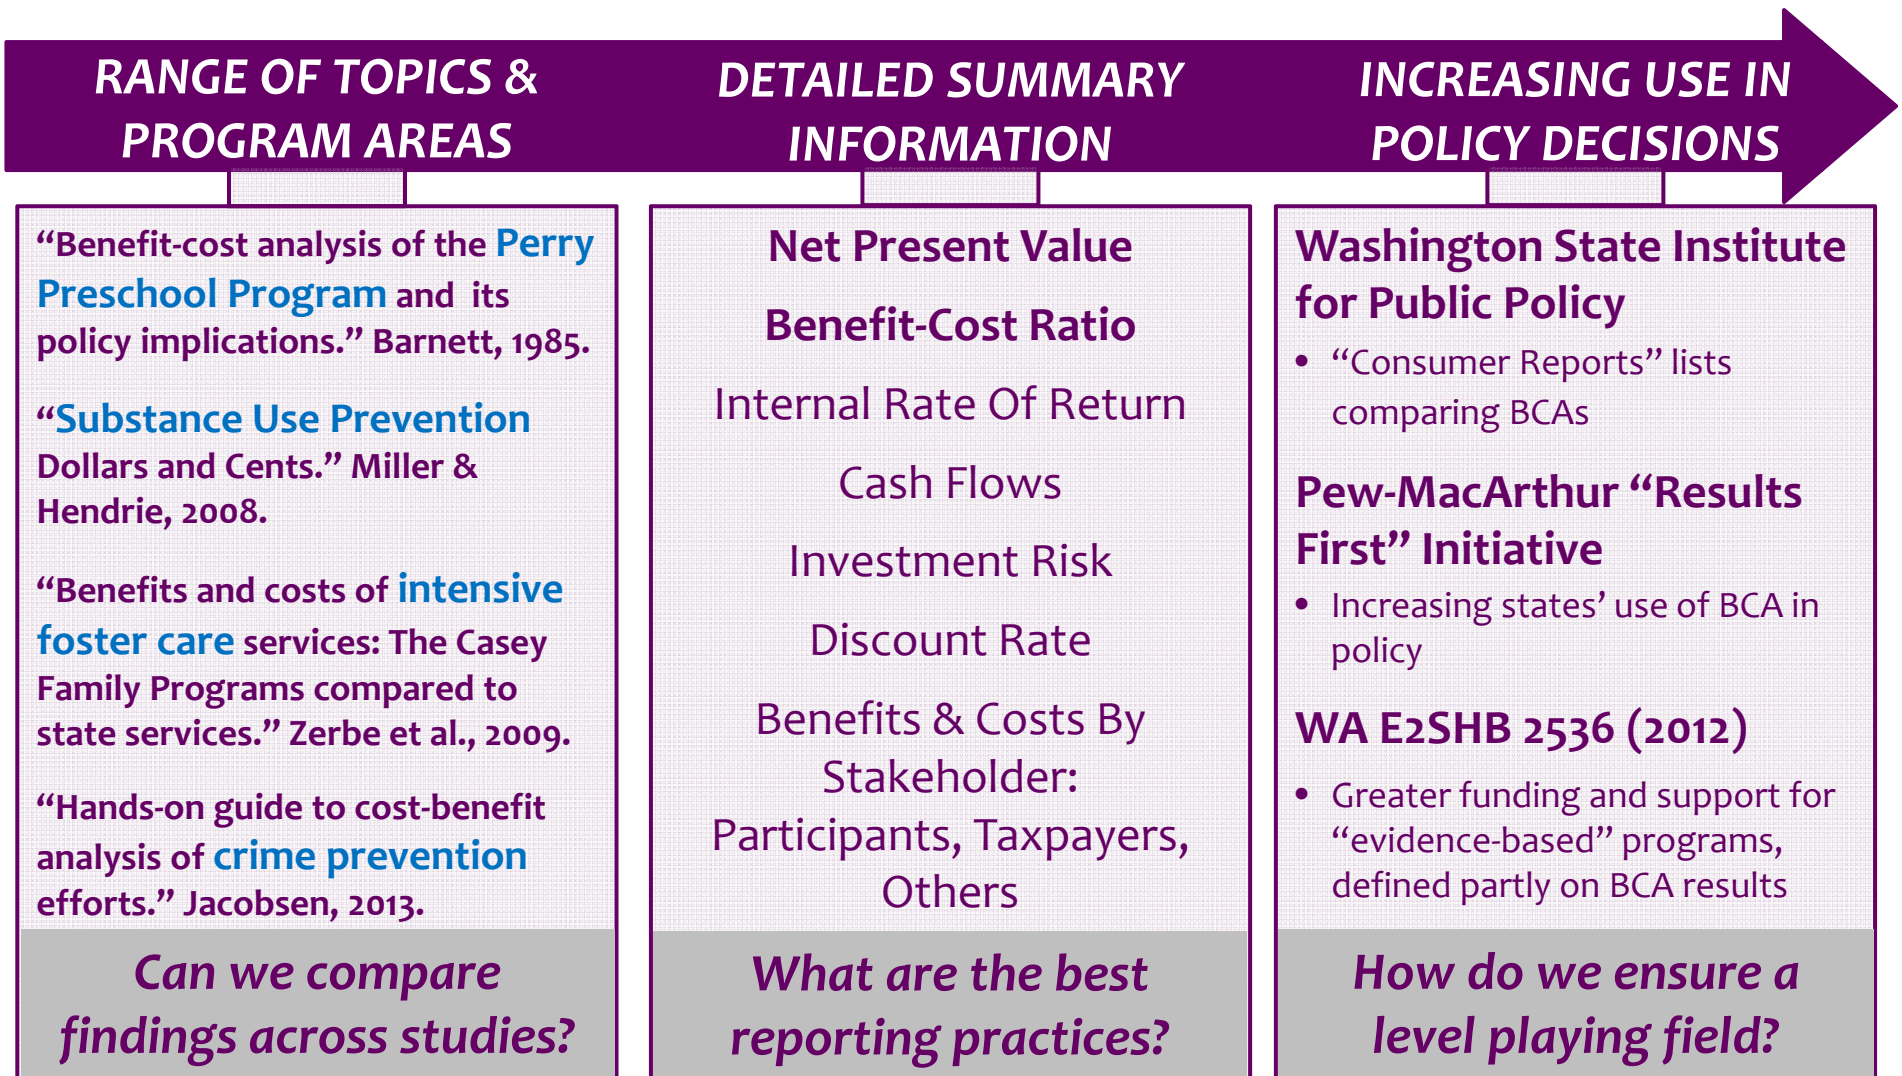 RANGE OF TOPICS &
PROGRAM AREAS
“Benefit-cost analysis of the Perry
Preschool Program and its
policy implications.” Barnett, 1985.
“Substance Use Prevention
Dollars and Cents.” Miller &
Hendrie, 2008.
“Benefits and costs of intensive
foster care services: The Casey
Family Programs compared to
state services.” Zerbe et al., 2009.
“Hands-on guide to cost-benefit
analysis of crime prevention
efforts.” Jacobsen, 2013.
Can we compare
findings across studies?
DETAILED SUMMARY
INFORMATION
Net Present Value
Benefit-Cost Ratio
Internal Rate Of Return
Cash Flows
Investment Risk
Discount Rate
Benefits & Costs By
Stakeholder:
Participants, Taxpayers,
Others
What are the best
reporting practices?
INCREASING USE IN
POLICY DECISIONS
Washington State Institute
for Public Policy
• “Consumer Reports” lists
comparing BCAs
Pew-MacArthur “Results
First” Initiative
• Increasing states’ use of BCA in
policy
WA E2SHB 2536 (2012)
• Greater funding and support for
“evidence-based” programs,
defined partly on BCA results
How do we ensure a
level playing field?